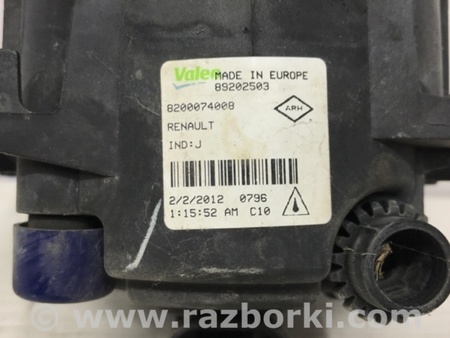 Valeo MADE IN EUROPE
89202503
8200074008 ARH
RENAULT
IND:J
2/2/2012 0796
1:15:52 AM C10
www.razborki.com